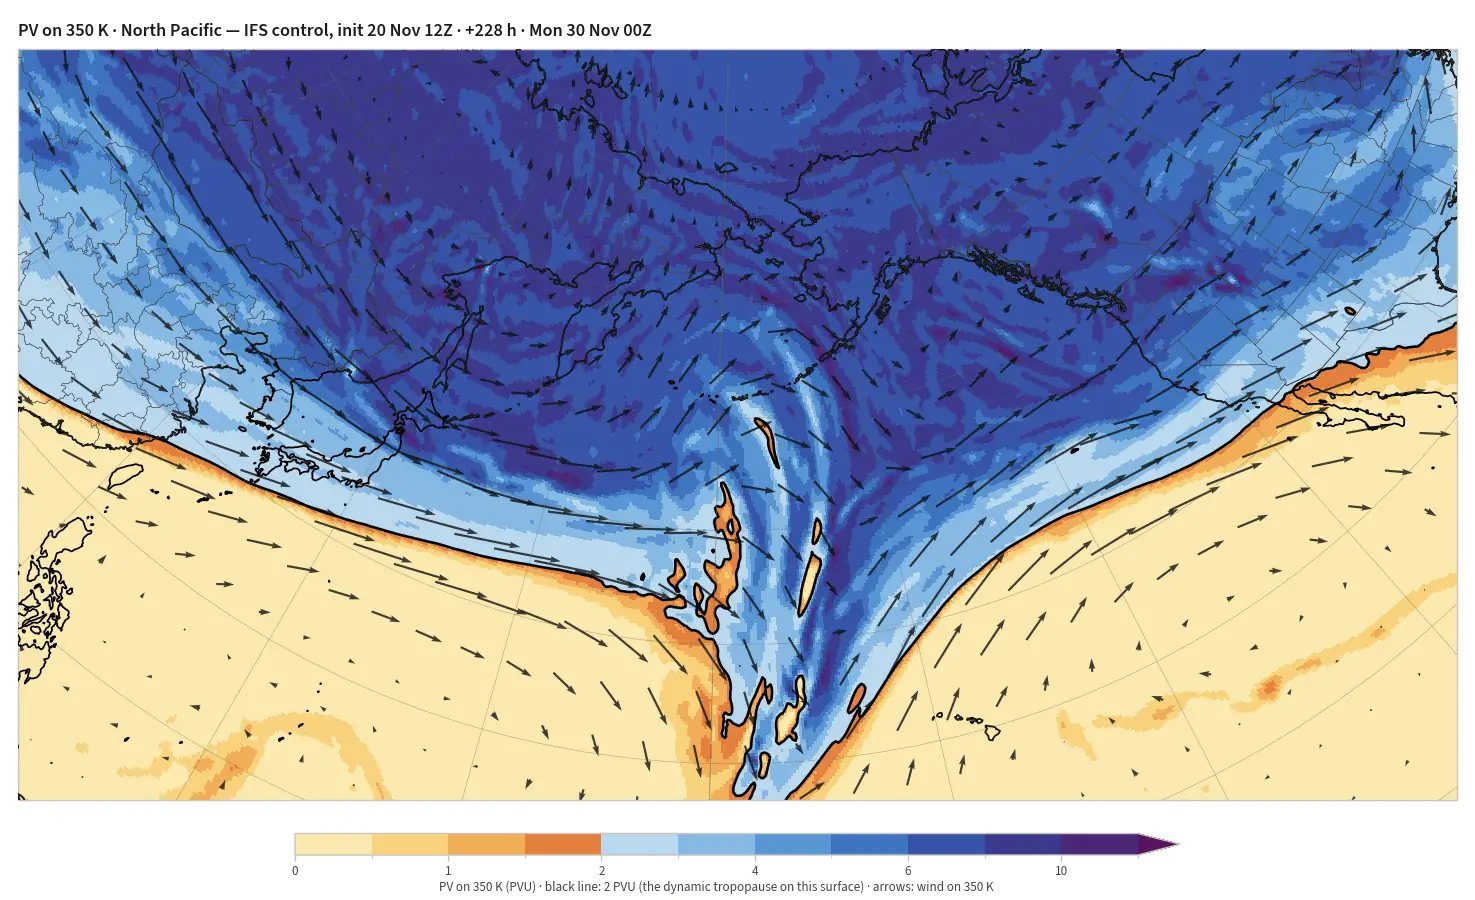 PV on 350 K · North Pacific — IFS control, init 20 Nov 12Z · +228 h · Mon 30 Nov 00Z
0 1 2 4 6 10
PV on 350 K (PVU) · black line: 2 PVU (the dynamic tropopause on this surface) · arrows: wind on 350 K